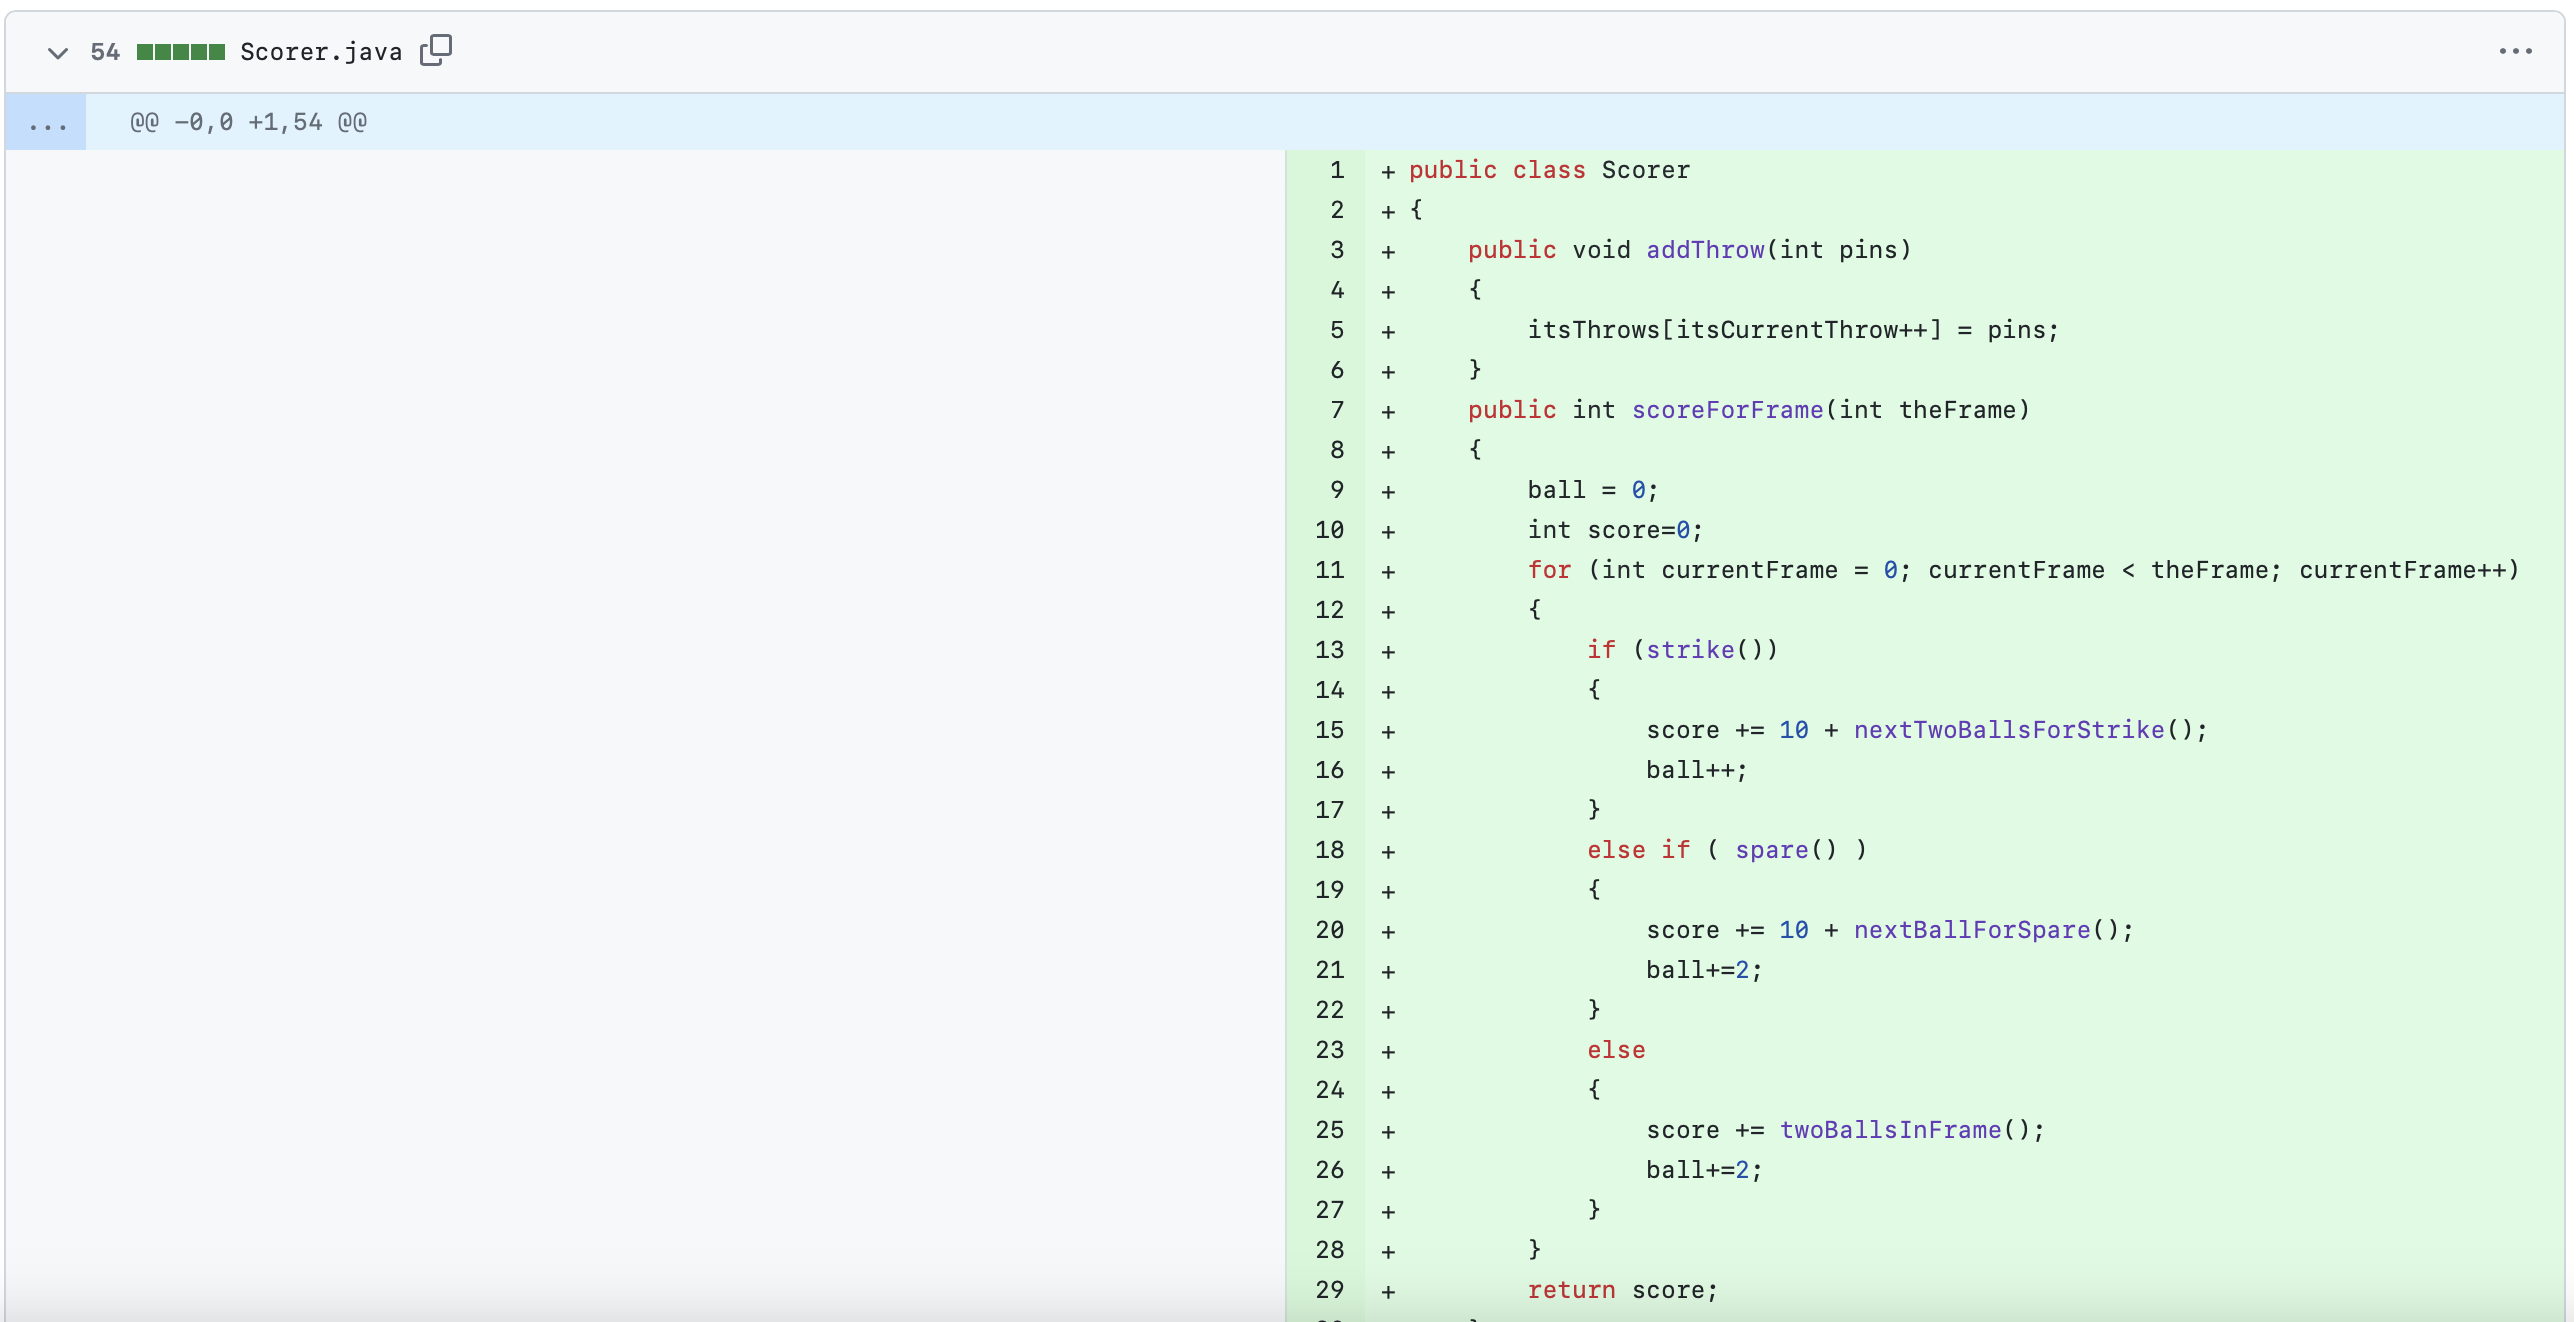 54 Scorer.java
... @@ -0,0 +1,54 @@
1 + public class Scorer
2 + {
3 +     public void addThrow(int pins)
4 +     {
5 +         itsThrows[itsCurrentThrow++] = pins;
6 +     }
7 +     public int scoreForFrame(int theFrame)
8 +     {
9 +         ball = 0;
10 +         int score=0;
11 +         for (int currentFrame = 0; currentFrame < theFrame; currentFrame++)
12 +         {
13 +             if (strike())
14 +             {
15 +                 score += 10 + nextTwoBallsForStrike();
16 +                 ball++;
17 +             }
18 +             else if ( spare() )
19 +             {
20 +                 score += 10 + nextBallForSpare();
21 +                 ball+=2;
22 +             }
23 +             else
24 +             {
25 +                 score += twoBallsInFrame();
26 +                 ball+=2;
27 +             }
28 +         }
29 +         return score;